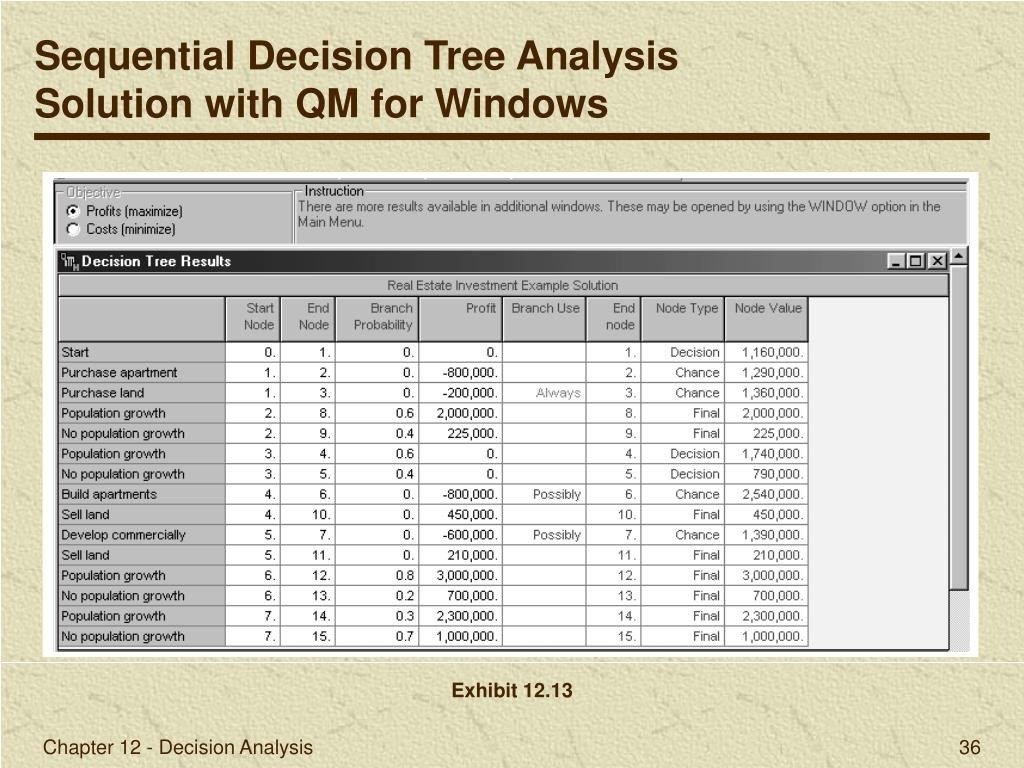 Sequential Decision Tree Analysis
Solution with QM for Windows
Objective
Profits (maximize)
Costs (minimize)
Instruction
There are more results available in additional windows. These may be opened by using the WINDOW option in the
Main Menu.
Decision Tree Results
Real Estate Investment Example Solution
Start Node End Node Branch Probability Profit Branch Use End node Node Type Node Value
Start 0. 1. 0. 0. 1. Decision 1,160,000.
Purchase apartment 1. 2. 0. -800,000. 2. Chance 1,290,000.
Purchase land 1. 3. 0. -200,000. Always 3. Chance 1,360,000.
Population growth 2. 8. 0.6 2,000,000. 8. Final 2,000,000.
No population growth 2. 9. 0.4 225,000. 9. Final 225,000.
Population growth 3. 4. 0.6 0. 4. Decision 1,740,000.
No population growth 3. 5. 0.4 0. 5. Decision 790,000.
Build apartments 4. 6. 0. -800,000. Possibly 6. Chance 2,540,000.
Sell land 4. 10. 0. 450,000. 10. Final 450,000.
Develop commercially 5. 7. 0. -600,000. Possibly 7. Chance 1,390,000.
Sell land 5. 11. 0. 210,000. 11. Final 210,000.
Population growth 6. 12. 0.8 3,000,000. 12. Final 3,000,000.
No population growth 6. 13. 0.2 700,000. 13. Final 700,000.
Population growth 7. 14. 0.3 2,300,000. 14. Final 2,300,000.
No population growth 7. 15. 0.7 1,000,000. 15. Final 1,000,000.
Exhibit 12.13
Chapter 12 - Decision Analysis 36